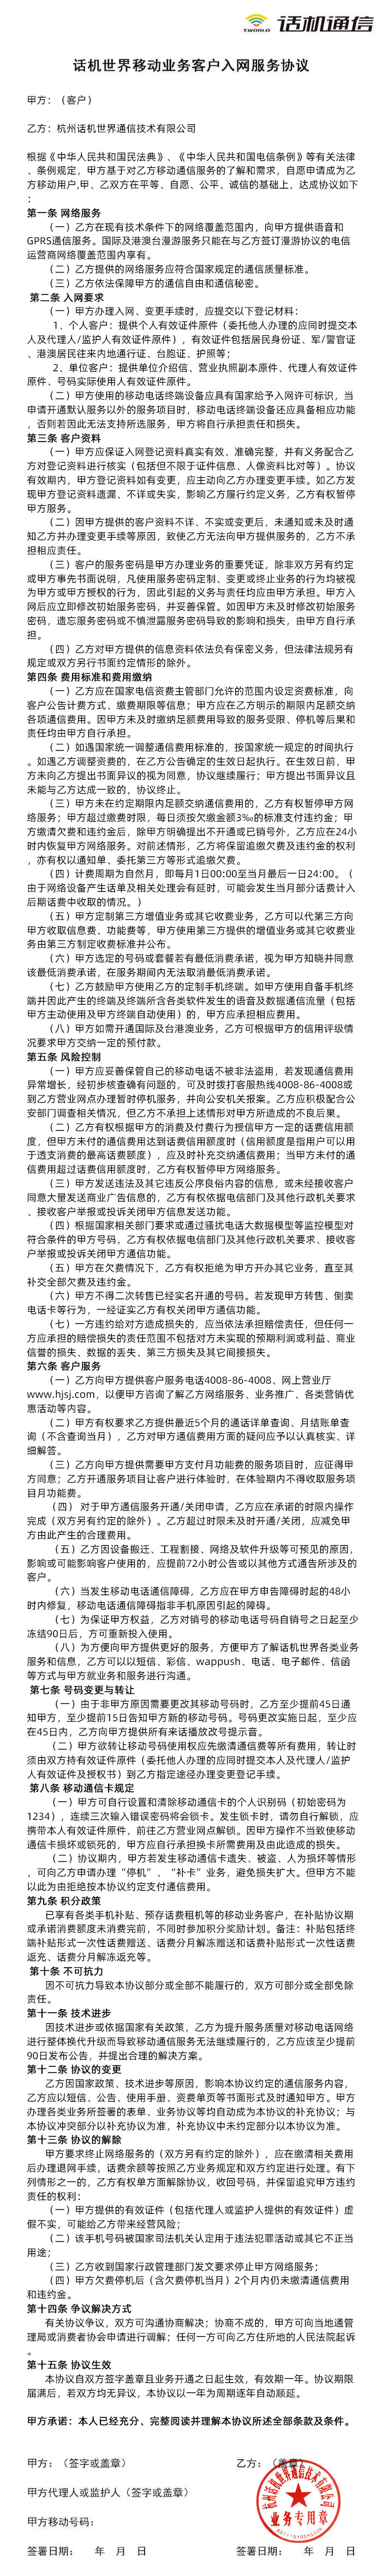 T.WORLD 话机通信
话机世界移动业务客户入网服务协议
甲方：（客户）
乙方：杭州话机世界通信技术有限公司
根据《中华人民共和国民法典》、《中华人民共和国电信条例》等有关法律
、条例规定，甲方基于对乙方移动通信服务的了解和需求，自愿申请成为乙
方移动用户,甲、乙双方在平等、自愿、公平、诚信的基础上，达成协议如下
：
第一条 网络服务
（一）乙方在现有技术条件下的网络覆盖范围内，向甲方提供语音和
GPRS通信服务。国际及港澳台漫游服务只能在与乙方签订漫游协议的电信
运营商网络覆盖范围内享有。
（二）乙方提供的网络服务应符合国家规定的通信质量标准。
（三）乙方依法保障甲方的通信自由和通信秘密。
第二条 入网要求
（一）甲方办理入网、变更手续时，应提交以下登记材料：
1、个人客户：提供个人有效证件原件（委托他人办理的应同时提交本
人及代理人/监护人有效证件原件），有效证件包括居民身份证、军/警官证
、港澳居民往来内地通行证、台胞证、护照等；
2、单位客户：提供单位介绍信、营业执照副本原件、代理人有效证件
原件、号码实际使用人有效证件原件。
（二）甲方使用的移动电话终端设备应具有国家给予入网许可标识，当
申请开通默认服务以外的服务项目时，移动电话终端设备还应具备相应功能
，否则若因此无法支持所选服务，甲方将自行承担责任和损失。
第三条 客户资料
（一）甲方应保证入网登记资料真实有效、准确完整，并有义务配合乙
方对登记资料进行核实（包括但不限于证件信息、人像资料比对等）。协议
有效期内，甲方登记资料如有变更，应主动向乙方办理变更手续。如乙方发
现甲方登记资料遗漏、不详或失实，影响乙方履行约定义务，乙方有权暂停
甲方服务。
（二）因甲方提供的客户资料不详、不实或变更后，未通知或未及时通
知乙方并办理变更手续等原因，致使乙方无法向甲方提供服务的，乙方不承
担相应责任。
（三）客户的服务密码是甲方办理业务的重要凭证，除非双方另有约定
或甲方事先书面说明，凡使用服务密码定制、变更或终止业务的行为均被视
为甲方或甲方授权的行为，因此引起的义务与责任均应由甲方承担。甲方入
网后应立即修改初始服务密码，并妥善保管。如因甲方未及时修改初始服务
密码，遗忘服务密码或不慎泄露服务密码导致的影响和损失，由甲方自行承
担。
（四）乙方对甲方提供的信息资料依法负有保密义务，但法律法规另有
规定或双方另行书面约定情形的除外。
第四条 费用标准和费用缴纳
（一）乙方应在国家电信资费主管部门允许的范围内设定资费标准，向
客户公告计费方式、缴费期限等信息；甲方应在乙方明示的期限内足额交纳
各项通信费用。因甲方未及时缴纳足额费用导致的服务受限、停机等后果和
责任均由甲方自行承担。
（二）如遇国家统一调整通信费用标准的，按国家统一规定的时间执行
。如遇乙方调整资费的，在乙方公告确定的生效日起执行。在生效日前，甲
方未向乙方提出书面异议的视为同意，协议继续履行；甲方提出书面异议且
未能与乙方达成一致的，协议终止。
（三）甲方未在约定期限内足额交纳通信费用的，乙方有权暂停甲方网
络服务；甲方超过缴费时限，每日须按欠缴金额3‰的标准支付违约金；甲
方缴清欠费和违约金后，除甲方明确提出不开通或已销号外，乙方应在24小
时内恢复甲方网络服务。对前述情形，乙方将保留追缴欠费及违约金的权利
，亦有权以通知单、委托第三方等形式追缴欠费。
（四）计费周期为自然月，即每月1日00:00至当月最后一日24:00。（
由于网络设备产生话单及相关处理会有延时，可能会发生当月部分话费计入
后期话费中收取的情况。）
（五）甲方定制第三方增值业务或其它收费业务，乙方可以代第三方向
甲方收取信息费、功能费等，甲方使用第三方提供的增值业务或其它收费业
务由第三方制定收费标准并公布。
（六）甲方选定的号码或套餐若有最低消费承诺，视为甲方知晓并同意
该最低消费承诺，在服务期间内无法取消最低消费承诺。
（七）乙方鼓励甲方使用乙方的定制手机终端。如甲方使用自备手机终
端并因此产生的终端及终端所含各类软件发生的语音及数据通信流量（包括
甲方主动使用及甲方终端自动使用）的，甲方应承担相应费用。
（八）甲方如需开通国际及台港澳业务，乙方可根据甲方的信用评级情
况要求甲方交纳一定的预付款。
第五条 风险控制
（一）甲方应妥善保管自己的移动电话不被非法盗用，若发现通信费用
异常增长，经初步核查确有问题的，可及时拨打客服热线4008-86-4008或
到乙方营业网点办理暂时停机服务，并向公安机关报案。乙方应积极配合公
安部门调查相关情况，但乙方不承担上述情形对甲方所造成的不良后果。
（二）乙方有权根据甲方的消费及付费行为授信甲方一定的话费信用额
度，但甲方未付的通信费用达到话费信用额度时（信用额度是指用户可以用
于透支消费的最高话费额度），应及时补充交纳通信费用；当甲方未付的通
信费用超过话费信用额度时，乙方有权暂停甲方网络服务。
（三）甲方发送违法及其它违反公序良俗内容的信息，或未经接收客户
同意大量发送商业广告信息的，乙方有权依据电信部门及其他行政机关要求
、接收客户举报或投诉关闭甲方信息发送功能。
（四）根据国家相关部门要求或通过骚扰电话大数据模型等监控模型对
符合条件的甲方号码，乙方有权依据电信部门及其他行政机关要求、接收客
户举报或投诉关闭甲方通信功能。
（五）甲方在欠费情况下，乙方有权拒绝为甲方开办其它业务，直至其
补交全部欠费及违约金。
（六）甲方不得二次转售已经实名开通的号码。若发现甲方转售、倒卖
电话卡等行为，一经证实乙方有权关闭甲方通信功能。
（七）一方违约给对方造成损失的，应当依法承担赔偿责任，但任何一
方应承担的赔偿损失的责任范围不包括对方未实现的预期利润或利益、商业
信誉的损失、数据的丢失、第三方损失及其它间接损失。
第六条 客户服务
（一）乙方向甲方提供客户服务电话4008-86-4008、网上营业厅
www.hjsj.com，以便甲方咨询了解乙方网络服务、业务推广、各类营销优
惠活动等内容。
（二）甲方有权要求乙方提供最近5个月的通话详单查询、月结账单查
询（不含查询当月），乙方对甲方通信费用方面的疑问应予以认真核实、详
细解答。
（三）乙方向甲方提供需要甲方支付月功能费的服务项目时，应征得甲
方同意；乙方开通服务项目让客户进行体验时，在体验期内不得收取服务项
目月功能费。
（四）对于甲方通信服务开通/关闭申请，乙方应在承诺的时限内操作
完成（双方另有约定的除外）。乙方超过时限未及时开通/关闭，应减免甲
方由此产生的合理费用。
（五）乙方因设备搬迁、工程割接、网络及软件升级等可预见的原因，
影响或可能影响客户使用的，应提前72小时公告或以其他方式通告所涉及的
客户。
（六）当发生移动电话通信障碍，乙方应在甲方申告障碍时起的48小
时内修复，移动电话通信障碍指非手机原因引起的障碍。
（七）为保证甲方权益，乙方对销号的移动电话号码自销号之日起至少
冻结90日后，方可重新投入使用。
（八）为方便向甲方提供更好的服务，方便甲方了解话机世界各类业务
服务和信息，乙方可以以短信、彩信、wappush、电话、电子邮件、信函
等方式与甲方就业务和服务进行沟通。
第七条 号码变更与转让
（一）由于非甲方原因需要更改其移动号码时，乙方至少提前45日通
知甲方，至少提前15日告知甲方新的移动号码。号码更改实施日起，至少应
在45日内，乙方向甲方提供所有来话播放改号提示音。
（二）甲方欲转让移动号码使用权应先缴清通信费等所有费用，转让时
须由双方持有效证件原件（委托他人办理的应同时提交本人及代理人/监护
人有效证件及授权书）到乙方指定途径办理变更登记手续。
第八条 移动通信卡规定
（一）甲方可自行设置和清除移动通信卡的个人识别码（初始密码为
1234），连续三次输入错误密码将会锁卡。发生锁卡时，请勿自行解锁，应
携带本人有效证件原件，前往乙方营业网点解锁。因甲方操作不当致使移动
通信卡损坏或锁死的，甲方应自行承担换卡所需费用及由此造成的损失。
（二）协议期内，甲方若发生移动通信卡遗失、被盗、人为损坏等情形
，可向乙方申请办理“停机”、“补卡”业务，避免损失扩大。但甲方不能
以此为由拒绝按本协议约定支付通信费用。
第九条 积分政策
已享有各类手机补贴、预存话费租机等的移动业务客户，在补贴协议期
或承诺消费额度未消费完前，不同时参加积分奖励计划。备注：补贴包括终
端补贴形式一次性话费赠送、话费分月解冻赠送和话费补贴形式一次性话费
返充、话费分月解冻返充等。
第十条 不可抗力
因不可抗力导致本协议部分或全部不能履行的，双方可部分或全部免除
责任。
第十一条 技术进步
因技术进步或依据国家有关政策，乙方为提升服务质量对移动电话网络
进行整体换代升级而导致移动通信服务无法继续履行的，乙方应该至少提前
90日发布公告，并提出合理的解决方案。
第十二条 协议的变更
乙方因国家政策、技术进步等原因，影响本协议约定的通信服务内容，
乙方应以短信、公告、使用手册、资费单页等书面形式及时通知甲方。甲方
办理各类业务所签署的表单、业务协议等均自动成为本协议的补充协议；与
本协议冲突部分以补充协议为准，补充协议中未约定部分以本协议为准。
第十三条 协议的解除
甲方要求终止网络服务的（双方另有约定的除外），应在缴清相关费用
后办理退网手续，话费余额等按照乙方业务规定和双方约定进行处理。有下
列情形之一的，乙方有权单方面解除协议，收回号码，并保留追究甲方违约
责任的权利：
（一）甲方提供的有效证件（包括代理人或监护人提供的有效证件）虚
假不实，可能给乙方带来经营风险；
（二）该手机号码被国家司法机关认定用于违法犯罪活动或其它不正当
用途；
（三）乙方收到国家行政管理部门发文要求停止甲方网络服务；
（四）甲方欠费停机后（含欠费停机当月）2个月内仍未缴清通信费用
和违约金。
第十四条 争议解决方式
有关协议争议，双方可沟通协商解决；协商不成的，甲方可向当地通管
理局或消费者协会申请进行调解；任何一方可向乙方住所地的人民法院起诉
。
第十五条 协议生效
本协议自双方签字盖章且业务开通之日起生效，有效期一年。协议期限
届满后，若双方均无异议，本协议以一年为周期逐年自动顺延。
甲方承诺：本人已经充分、完整阅读并理解本协议所述全部条款及条件。
甲方：（签字或盖章） 乙方：（盖章）
甲方代理人或监护人（签字或盖章）
杭州话机世界通信技术有限公司
业务专用章
甲方移动号码：
签署日期： 年 月 日 签署日期： 年 月 日